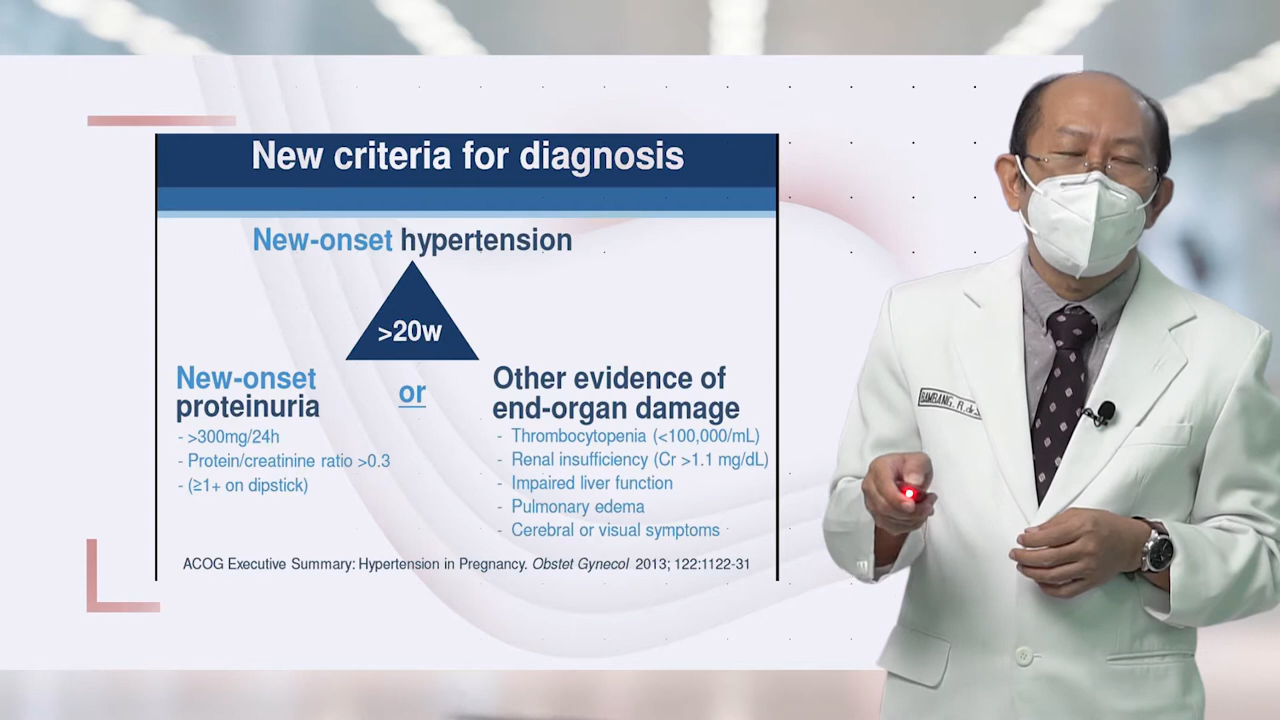 New criteria for diagnosis
New-onset hypertension
>20w
New-onset
proteinuria
- >300mg/24h
- Protein/creatinine ratio >0.3
- (≥1+ on dipstick)
or
Other evidence of
end-organ damage
- Thrombocytopenia (<100,000/mL)
- Renal insufficiency (Cr >1.1 mg/dL)
- Impaired liver function
- Pulmonary edema
- Cerebral or visual symptoms
ACOG Executive Summary: Hypertension in Pregnancy. Obstet Gynecol 2013; 122:1122-31
BAMBANG. R.